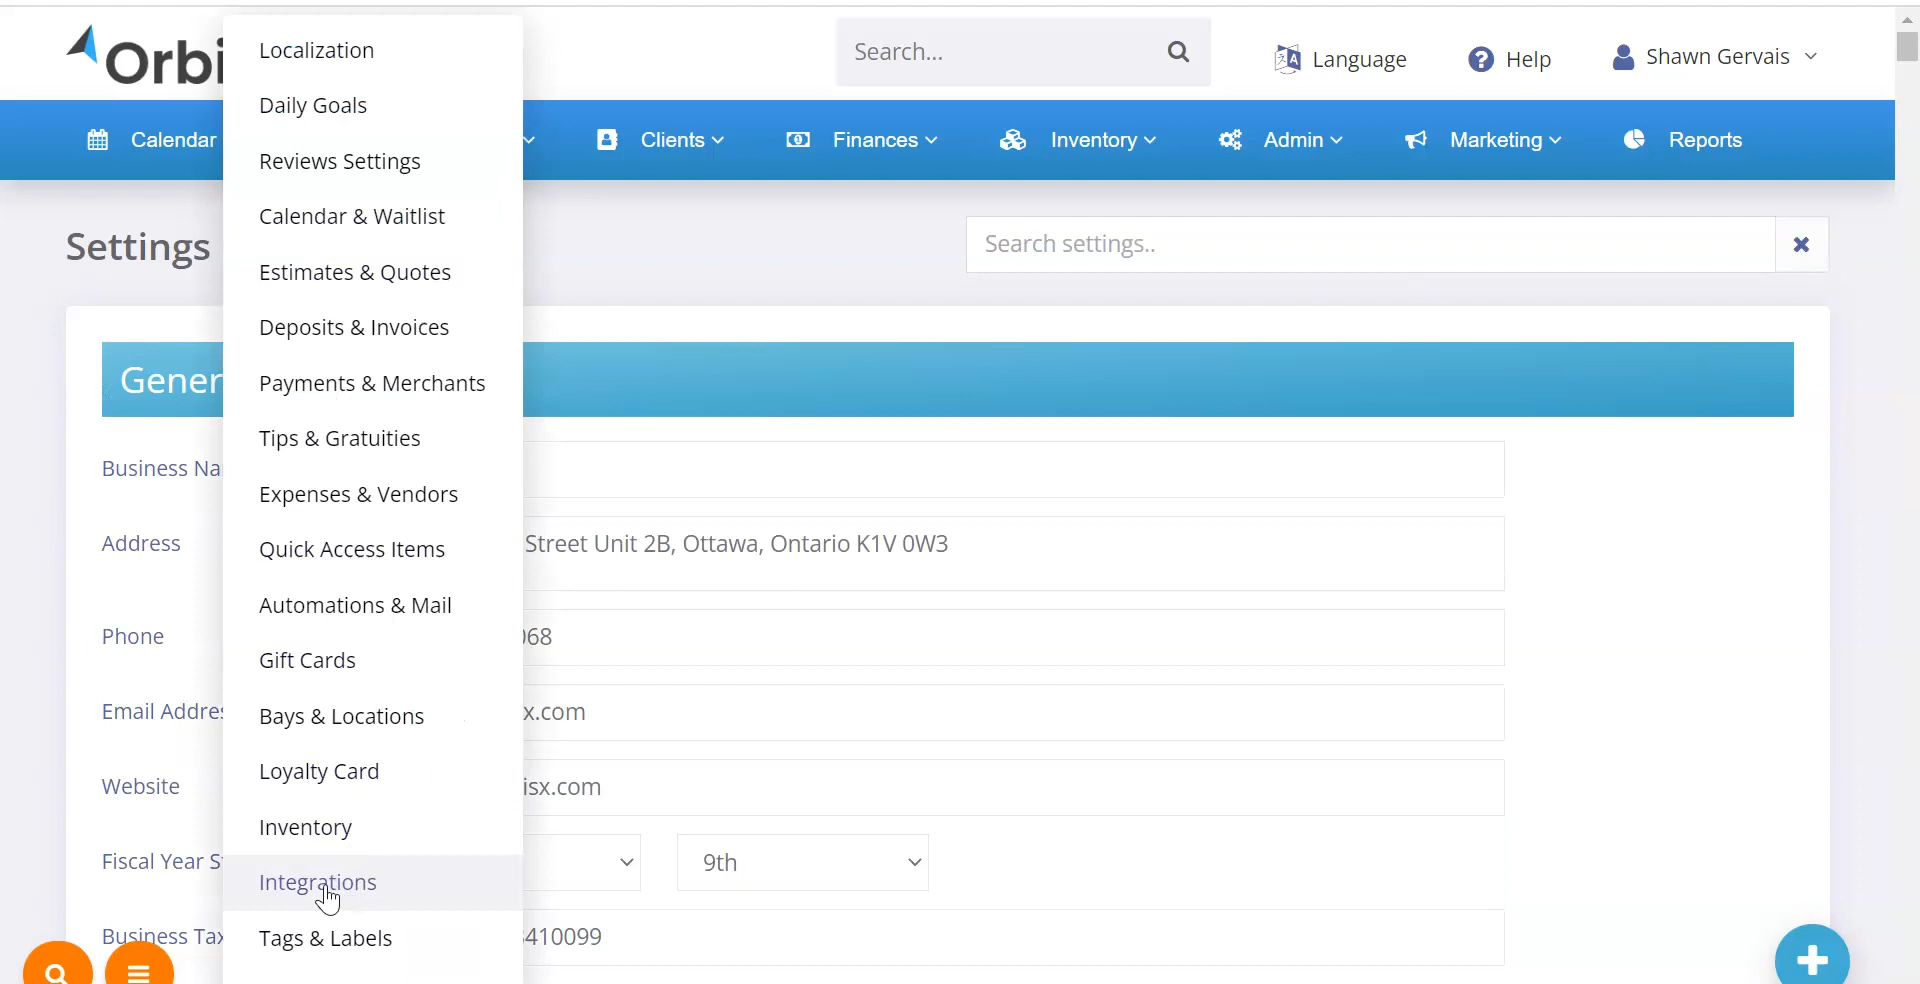 Orbi
Search...
Language
Help
Shawn Gervais
Calendar
Clients
Finances
Inventory
Admin
Marketing
Reports
Localization
Daily Goals
Reviews Settings
Calendar & Waitlist
Estimates & Quotes
Deposits & Invoices
Payments & Merchants
Tips & Gratuities
Expenses & Vendors
Quick Access Items
Automations & Mail
Gift Cards
Bays & Locations
Loyalty Card
Inventory
Integrations
Tags & Labels
Settings
Search settings..
Gener
Business Na
Address
Street Unit 2B, Ottawa, Ontario K1V 0W3
Phone
068
Email Addres
x.com
Website
isx.com
Fiscal Year S
9th
Business Tax
3410099